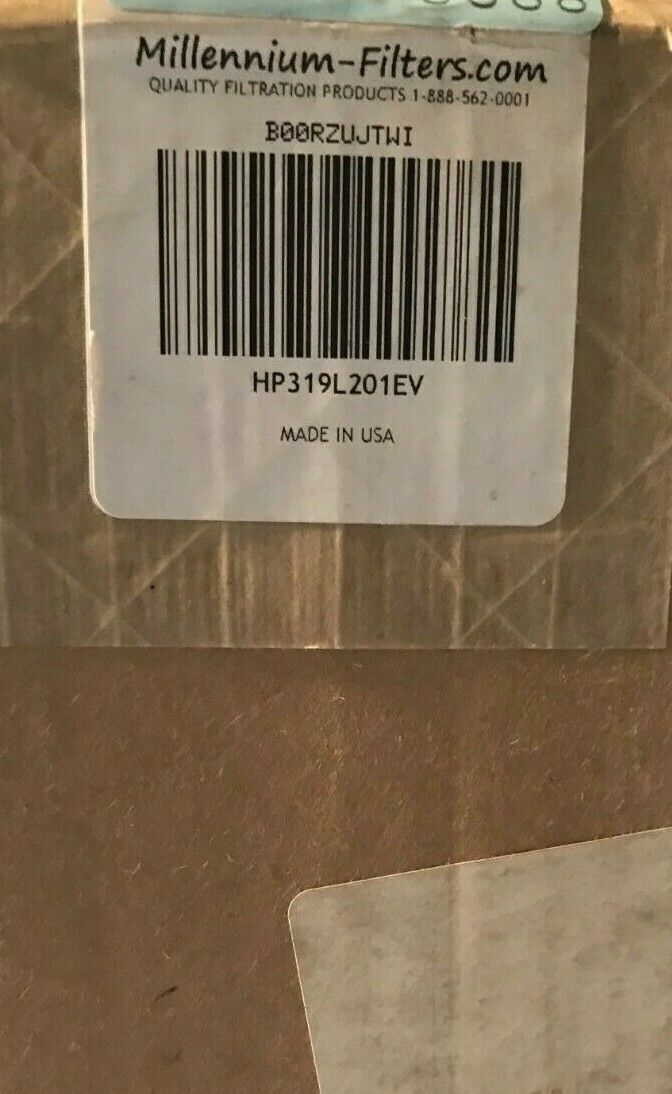 Millennium-Filters.com
QUALITY FILTRATION PRODUCTS 1-888-562-0001
B00RZUJTWI
HP319L201EV
MADE IN USA